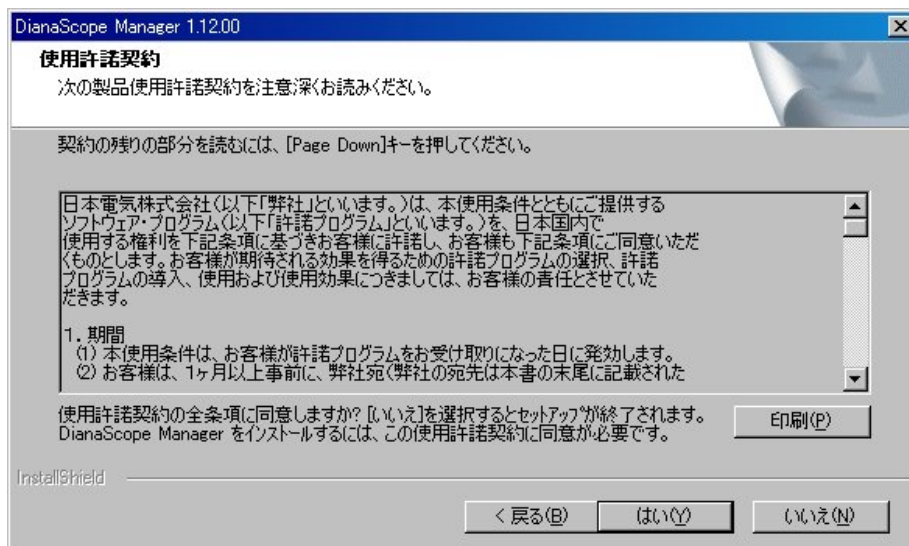 DianaScope Manager 1.12.00
使用許諾契約
次の製品使用許諾契約を注意深くお読みください。
契約の残りの部分を読むには、[Page Down]キーを押してください。
日本電気株式会社(以下「弊社」といいます。)は、本使用条件とともにご提供する
ソフトウェア・プログラム(以下「許諾プログラム」といいます。)を、日本国内で
使用する権利を下記条項に基づきお客様に許諾し、お客様も下記条項にご同意いただ
くものとします。お客様が期待される効果を得るための許諾プログラムの選択、許諾
プログラムの導入、使用および使用効果につきましては、お客様の責任とさせていた
だきます。
1. 期間
(1) 本使用条件は、お客様が許諾プログラムをお受け取りになった日に発効します。
(2) お客様は、1ヶ月以上事前に、弊社宛(弊社の宛先は本書の末尾に記載された
使用許諾契約の全条項に同意しますか? [いいえ]を選択するとセットアップが終了されます。
DianaScope Manager をインストールするには、この使用許諾契約に同意が必要です。
印刷(P)
InstallShield
< 戻る(B)
はい(Y)
いいえ(N)